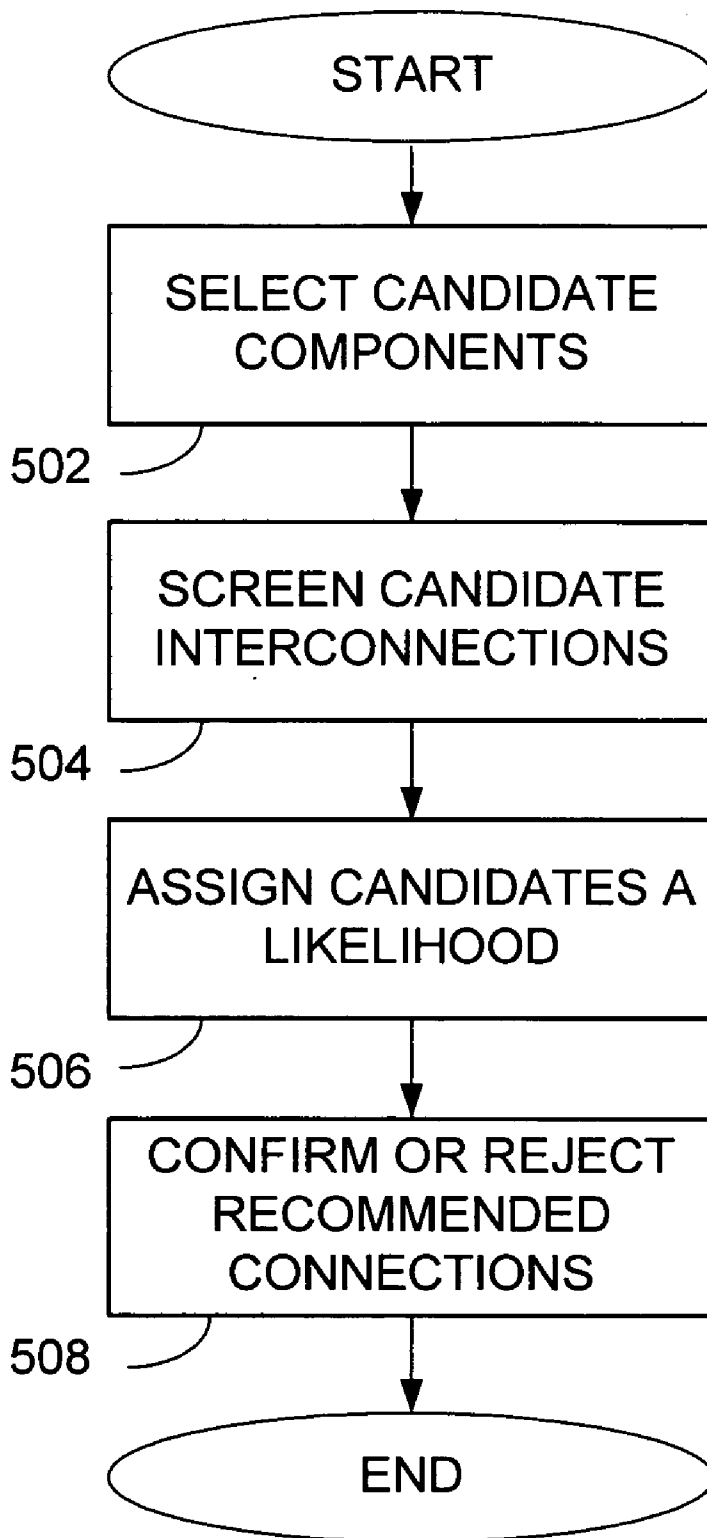 START
SELECT CANDIDATE
COMPONENTS
502
SCREEN CANDIDATE
INTERCONNECTIONS
504
ASSIGN CANDIDATES A
LIKELIHOOD
506
CONFIRM OR REJECT
RECOMMENDED
CONNECTIONS
508
END